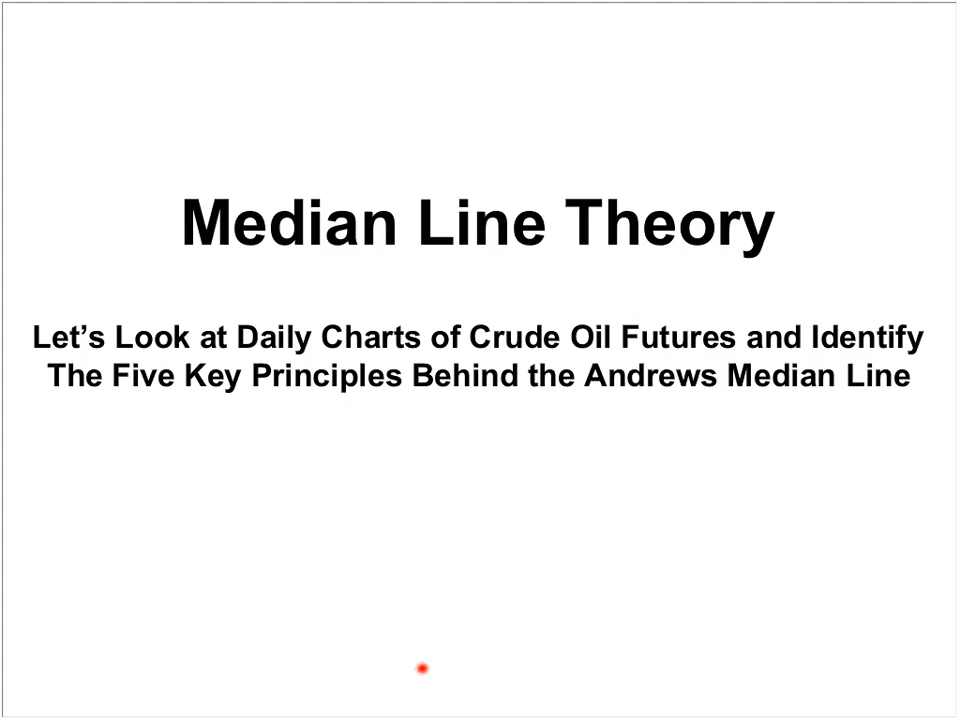 Median Line Theory
Let’s Look at Daily Charts of Crude Oil Futures and Identify
The Five Key Principles Behind the Andrews Median Line